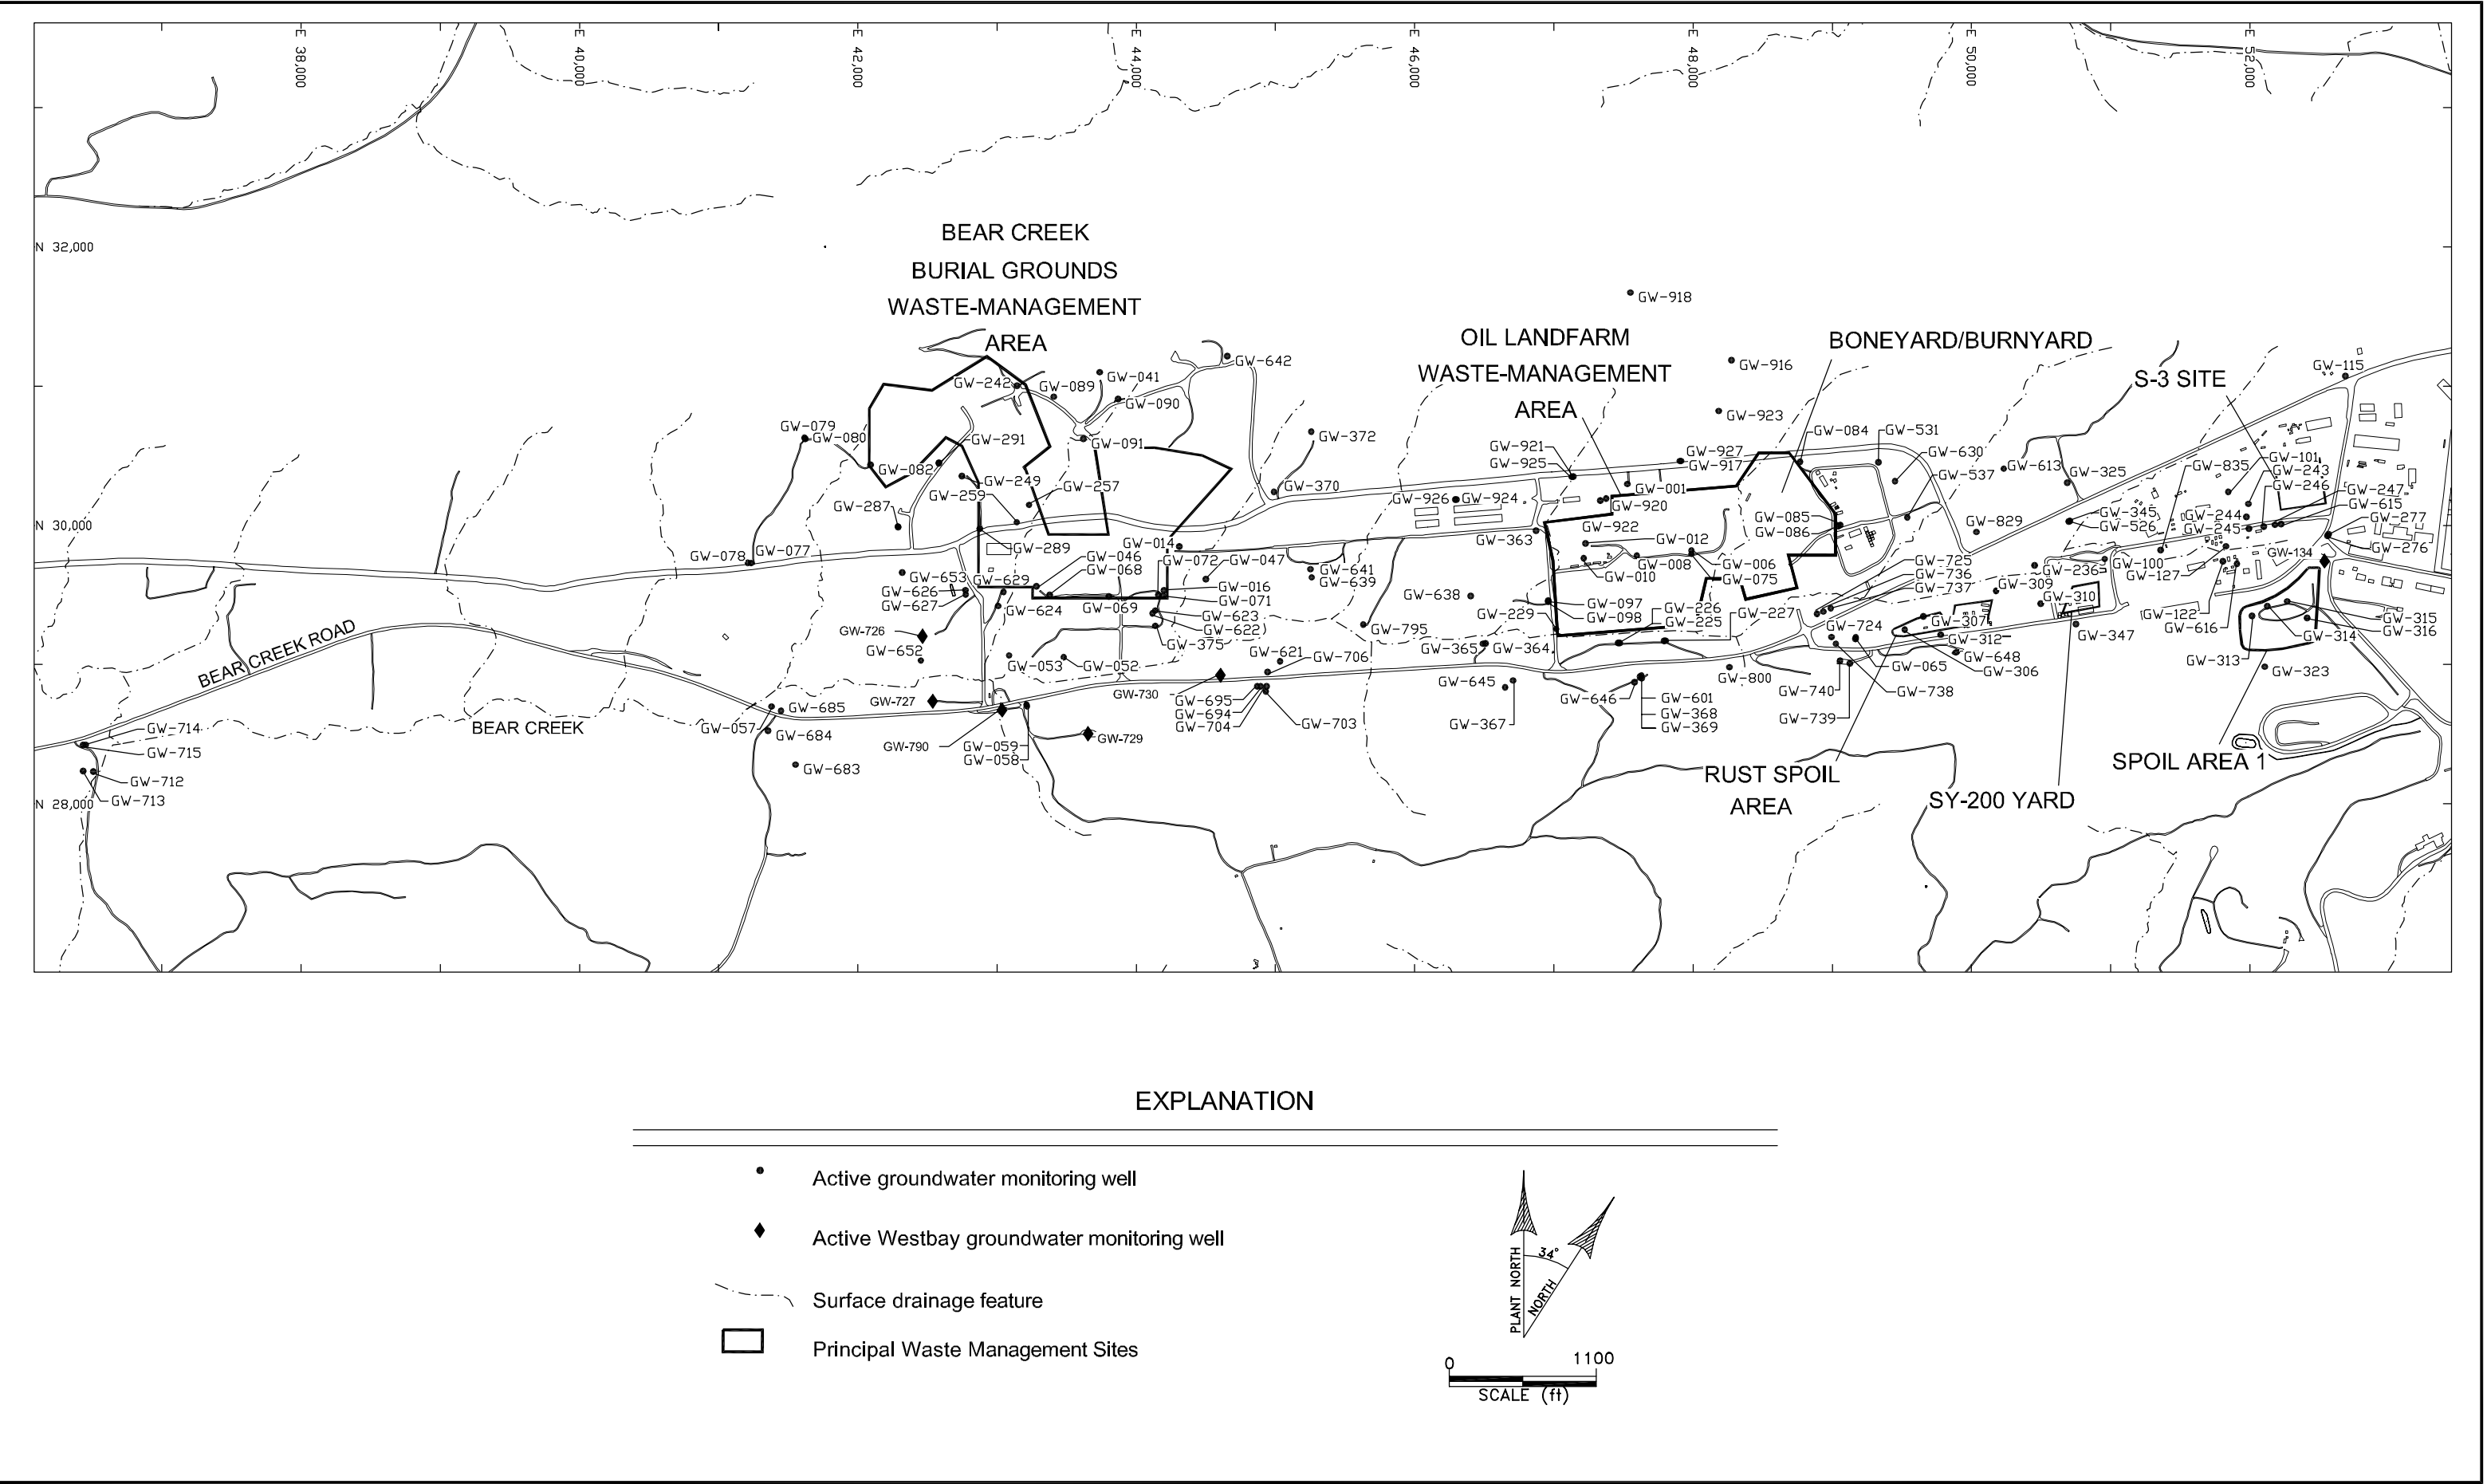 E 38,000
E 40,000
E 42,000
E 44,000
E 46,000
E 48,000
E 50,000
E 52,000
N 32,000
N 30,000
N 28,000
BEAR CREEK
BURIAL GROUNDS
WASTE-MANAGEMENT
AREA
OIL LANDFARM
WASTE-MANAGEMENT
AREA
BONEYARD/BURNYARD
S-3 SITE
GW-918
GW-916
GW-923
GW-115
GW-642
GW-242
GW-089
GW-041
GW-090
GW-079
GW-080
GW-291
GW-091
GW-372
GW-082
GW-249
GW-259
GW-257
GW-370
GW-287
GW-289
GW-078
GW-077
GW-014
GW-046
GW-068
GW-072
GW-047
GW-653
GW-629
GW-626
GW-627
GW-624
GW-069
GW-016
GW-071
GW-623
GW-622)
GW-375
GW-641
GW-639
GW-726
GW-652
GW-053
GW-052
GW-621
GW-706
GW-727
GW-730
GW-695
GW-694
GW-704
GW-703
GW-790
GW-059
GW-058
GW-729
GW-685
GW-057
GW-684
GW-683
GW-714
GW-715
GW-712
GW-713
BEAR CREEK ROAD
BEAR CREEK
GW-921
GW-925
GW-927
GW-917
GW-084
GW-531
GW-630
GW-537
GW-613
GW-325
GW-835
GW-101
GW-243
GW-246
GW-247
GW-615
GW-277
GW-276
GW-926
GW-924
GW-001
GW-920
GW-922
GW-363
GW-012
GW-008
GW-010
GW-006
GW-075
GW-085
GW-086
GW-829
GW-345
GW-526
GW-244
GW-245
GW-134
GW-100
GW-127
GW-236
GW-309
GW-310
GW-725
GW-736
GW-737
GW-638
GW-229
GW-097
GW-098
GW-226
GW-225
GW-227
GW-795
GW-365
GW-364
GW-724
GW-307
GW-312
GW-347
GW-122
GW-616
GW-315
GW-314
GW-316
GW-313
GW-323
GW-645
GW-367
GW-646
GW-601
GW-368
GW-369
GW-800
GW-740
GW-739
GW-738
GW-065
GW-648
GW-306
RUST SPOIL
AREA
SY-200 YARD
SPOIL AREA 1
EXPLANATION
Active groundwater monitoring well
Active Westbay groundwater monitoring well
Surface drainage feature
Principal Waste Management Sites
PLANT NORTH
34°
NORTH
0 1100
SCALE (ft)